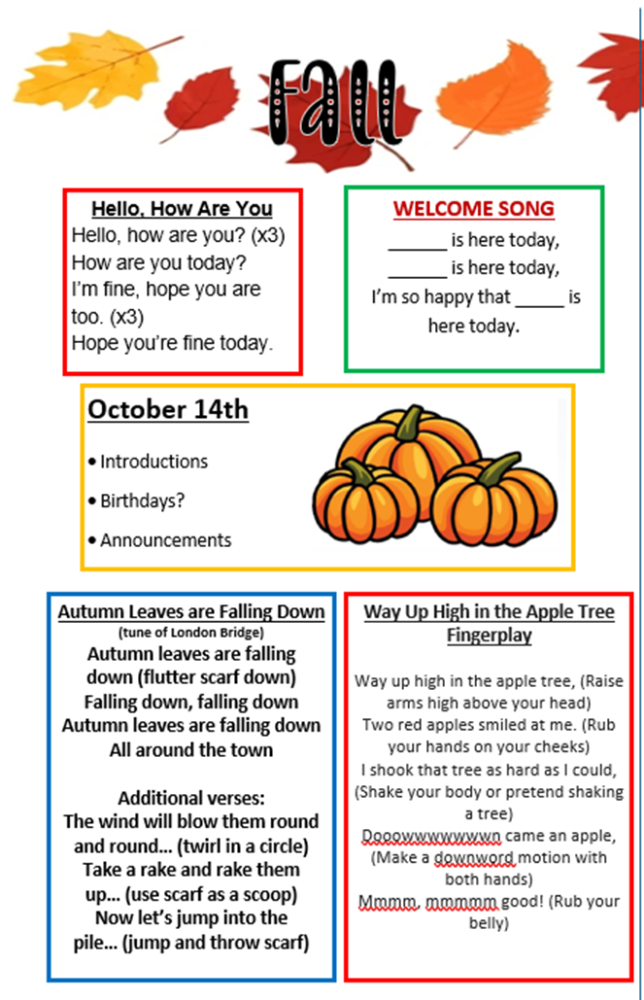 Fall
Hello, How Are You
Hello, how are you? (x3)
How are you today?
I'm fine, hope you are
too. (x3)
Hope you're fine today.
WELCOME SONG
______ is here today,
______ is here today,
I'm so happy that _____ is
here today.
October 14th
• Introductions
• Birthdays?
• Announcements
Autumn Leaves are Falling Down
(tune of London Bridge)
Autumn leaves are falling
down (flutter scarf down)
Falling down, falling down
Autumn leaves are falling down
All around the town
Additional verses:
The wind will blow them round
and round... (twirl in a circle)
Take a rake and rake them
up... (use scarf as a scoop)
Now let's jump into the
pile... (jump and throw scarf)
Way Up High in the Apple Tree
Fingerplay
Way up high in the apple tree, (Raise
arms high above your head)
Two red apples smiled at me. (Rub
your hands on your cheeks)
I shook that tree as hard as I could,
(Shake your body or pretend shaking
a tree)
Dooowwwwwwwn came an apple,
(Make a downword motion with
both hands)
Mmmm, mmmmm good! (Rub your
belly)